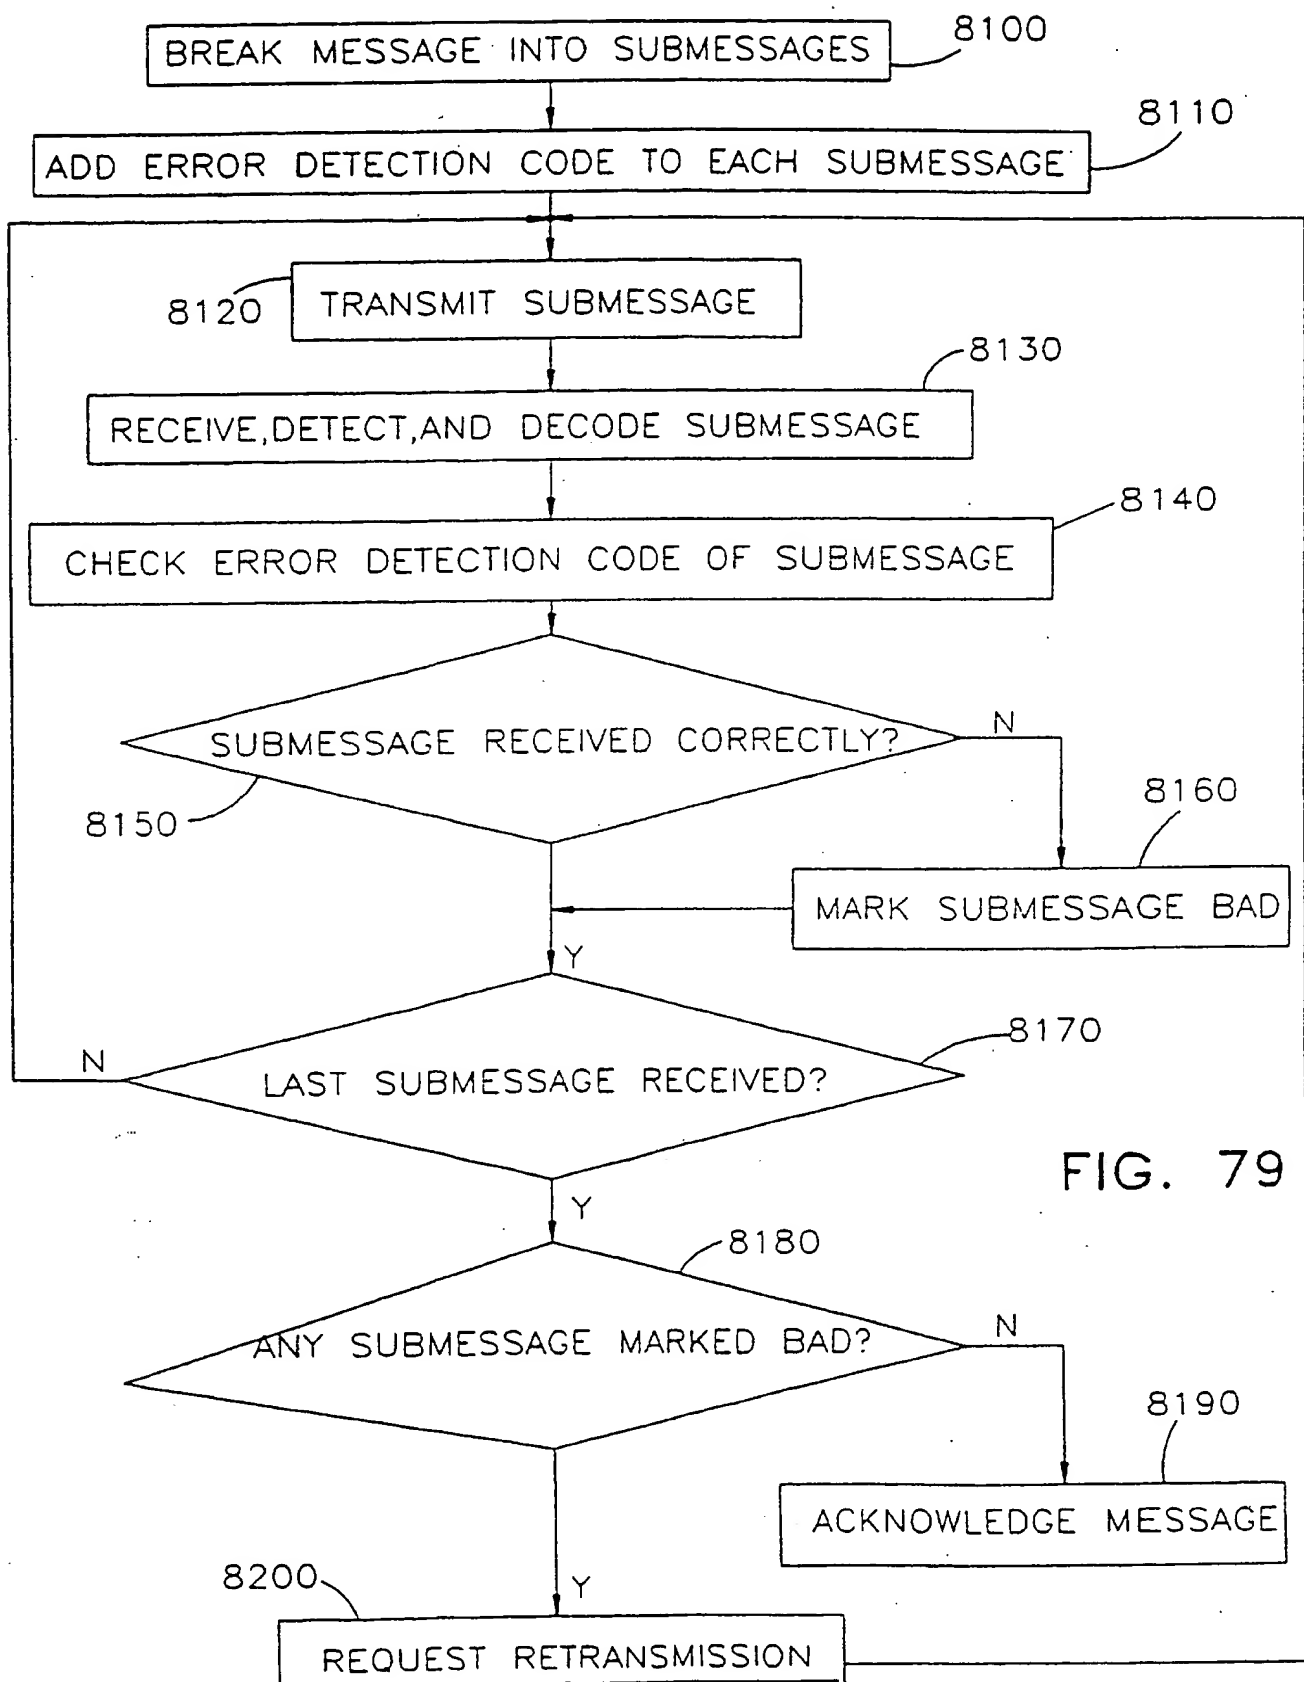 BREAK MESSAGE INTO SUBMESSAGES
8100
ADD ERROR DETECTION CODE TO EACH SUBMESSAGE
8110
8120
TRANSMIT SUBMESSAGE
8130
RECEIVE,DETECT,AND DECODE SUBMESSAGE
8140
CHECK ERROR DETECTION CODE OF SUBMESSAGE
SUBMESSAGE RECEIVED CORRECTLY?
N
8150
8160
MARK SUBMESSAGE BAD
Y
8170
N
LAST SUBMESSAGE RECEIVED?
FIG. 79
Y
8180
ANY SUBMESSAGE MARKED BAD?
N
8190
ACKNOWLEDGE MESSAGE
8200
Y
REQUEST RETRANSMISSION